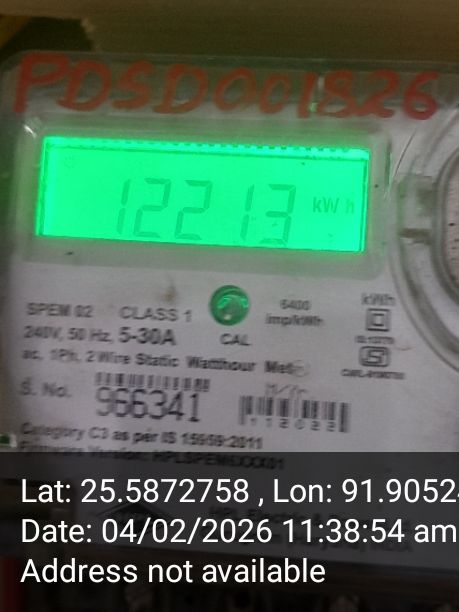 PDSD001826
12213 kWh
SPEM 02 CLASS 1 6400 kWh
240V, 50 Hz, 5-30A CAL imp/kWh
ac, 1Ph, 2 Wire Static Watthour
S. No. 966341
112022
Category C3 as per IS 15959:2011
Lat: 25.5872758 , Lon: 91.9052
Date: 04/02/2026 11:38:54 am
Address not available